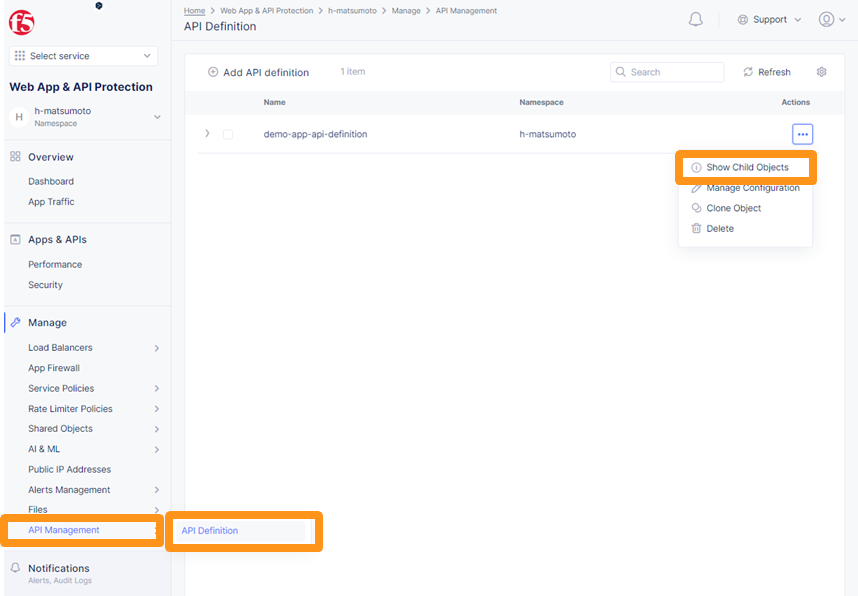 f5
Home > Web App & API Protection > h-matsumoto > Manage > API Management
API Definition
Support
Select service
Web App & API Protection
H
h-matsumoto
Namespace
Overview
Dashboard
App Traffic
Apps & APIs
Performance
Security
Manage
Load Balancers
App Firewall
Service Policies
Rate Limiter Policies
Shared Objects
AI & ML
Public IP Addresses
Alerts Management
Files
API Management
API Definition
Notifications
Alerts, Audit Logs
Add API definition
1 item
Search
Refresh
Name Namespace Actions
demo-app-api-definition h-matsumoto
Show Child Objects
Manage Configuration
Clone Object
Delete